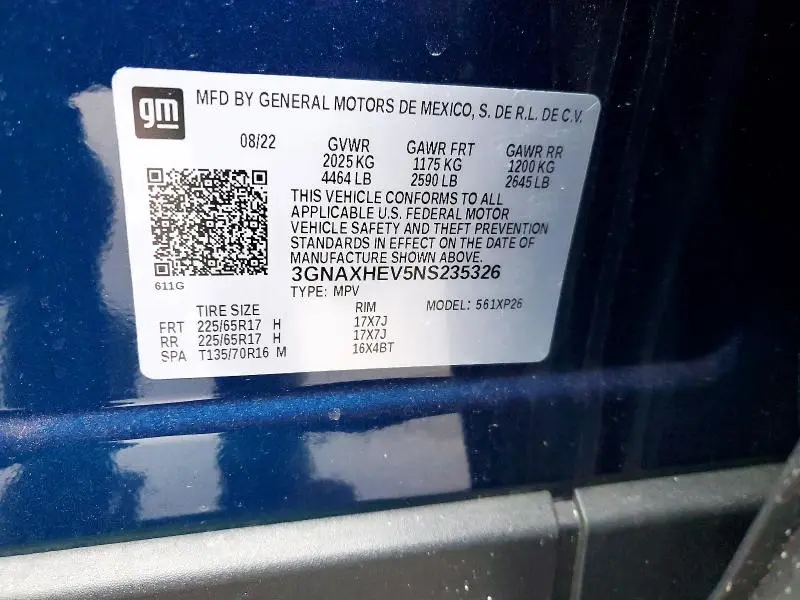 gm MFD BY GENERAL MOTORS DE MEXICO, S. DE R.L. DE C.V.
08/22 GVWR GAWR FRT GAWR RR
2025 KG 1175 KG 1200 KG
4464 LB 2590 LB 2645 LB
THIS VEHICLE CONFORMS TO ALL
APPLICABLE U.S. FEDERAL MOTOR
VEHICLE SAFETY AND THEFT PREVENTION
STANDARDS IN EFFECT ON THE DATE OF
MANUFACTURE SHOWN ABOVE.
3GNAXHEV5NS235326
611G
TYPE: MPV
TIRE SIZE RIM MODEL: 561XP26
FRT 225/65R17 H 17X7J
RR 225/65R17 H 17X7J
SPA T135/70R16 M 16X4BT